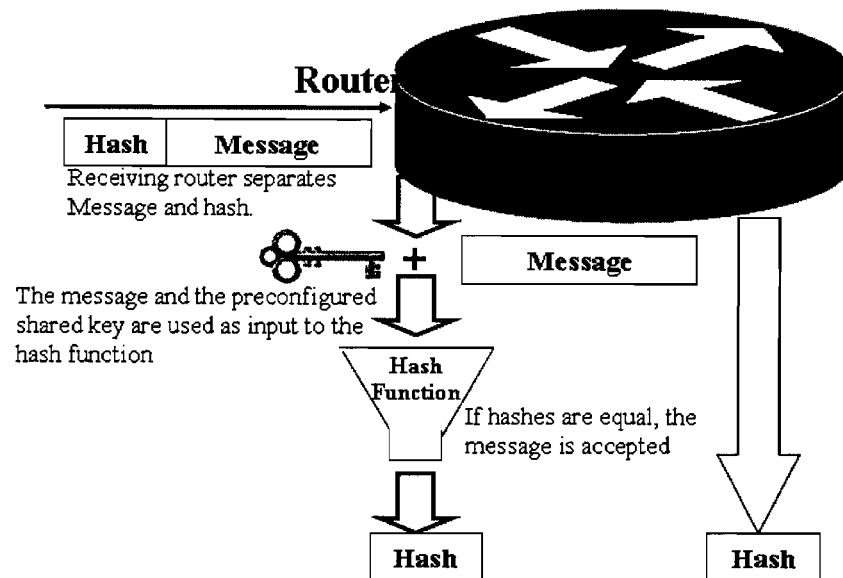 Router
Hash Message
Receiving router separates
Message and hash.
+ Message
The message and the preconfigured
shared key are used as input to the
hash function
Hash
Function
If hashes are equal, the
message is accepted
Hash Hash